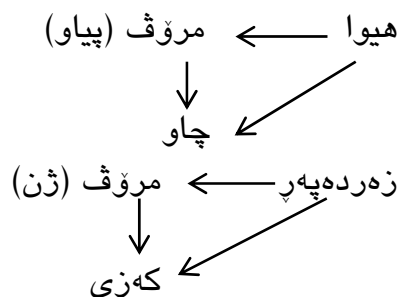 هیوا مرۆڤ (پیاو)
چاو
زەردەپەڕ مرۆڤ (ژن)
کەزی